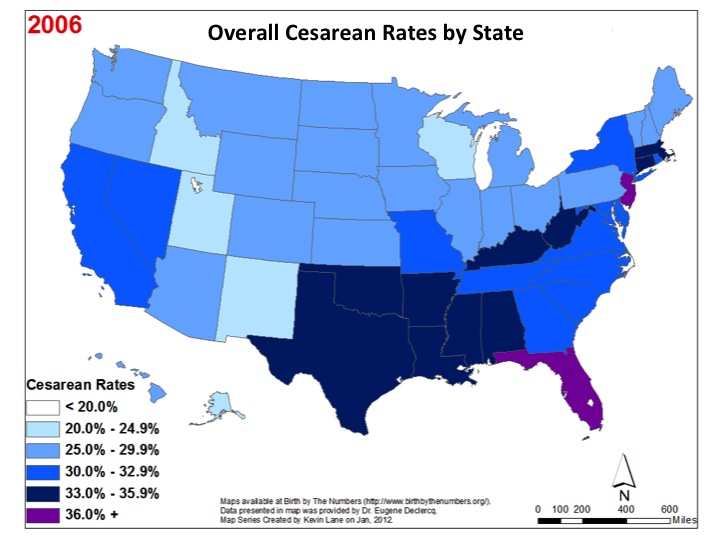 2006
Overall Cesarean Rates by State
Cesarean Rates
< 20.0%
20.0% - 24.9%
25.0% - 29.9%
30.0% - 32.9%
33.0% - 35.9%
36.0% +
Maps available at Birth by The Numbers (http://www.birthbythenumbers.org/).
Data presented in map was provided by Dr. Eugene Declercq.
Map Series Created by Kevin Lane on Jan, 2012.
N
0 100 200 400 600
Miles